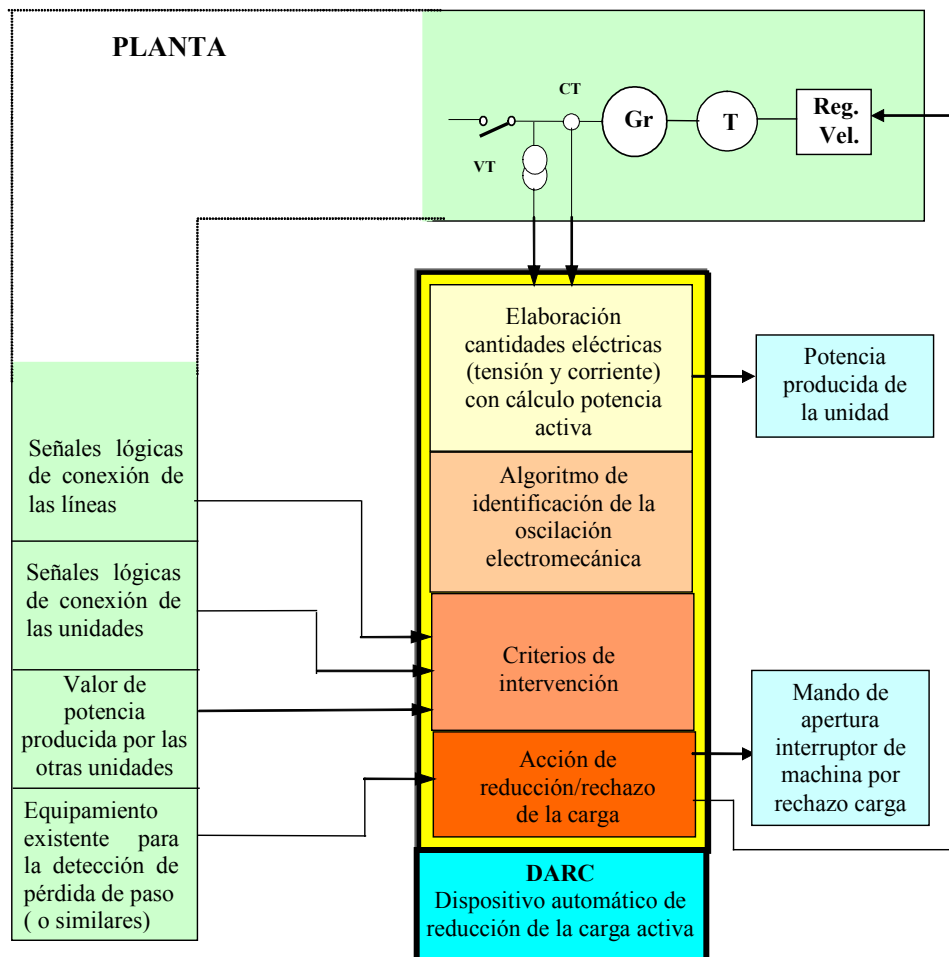 PLANTA
CT
VT
Gr
T
Reg.
Vel.
Elaboración
cantidades eléctricas
(tensión y corriente)
con cálculo potencia
activa
Potencia
producida de
la unidad
Algoritmo de
identificación de la
oscilación
electromecánica
Señales lógicas
de conexión de
las líneas
Señales lógicas
de conexión de
las unidades
Valor de
potencia
producida por las
otras unidades
Equipamiento
existente para
la detección de
pérdida de paso
( o similares)
Criterios de
intervención
Acción de
reducción/rechazo
de la carga
Mando de
apertura
interruptor de
machina por
rechazo carga
DARC
Dispositivo automático de
reducción de la carga activa